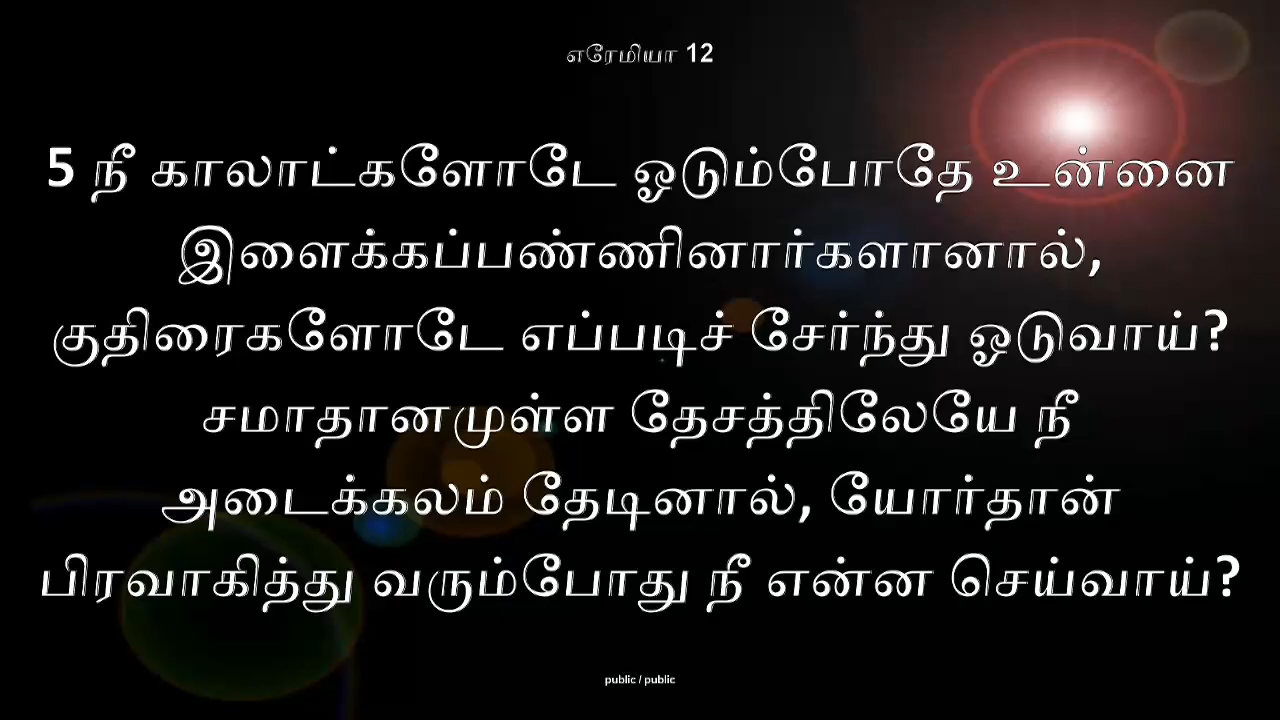 எரேமியா 12
5 நீ காலாட்களோடே ஓடும்போதே உன்னை
இளைக்கப்பண்ணினார்களானால்,
குதிரைகளோடே எப்படிச் சேர்ந்து ஓடுவாய்?
சமாதானமுள்ள தேசத்திலேயே நீ
அடைக்கலம் தேடினால், யோர்தான்
பிரவாகித்து வரும்போது நீ என்ன செய்வாய்?
public / public